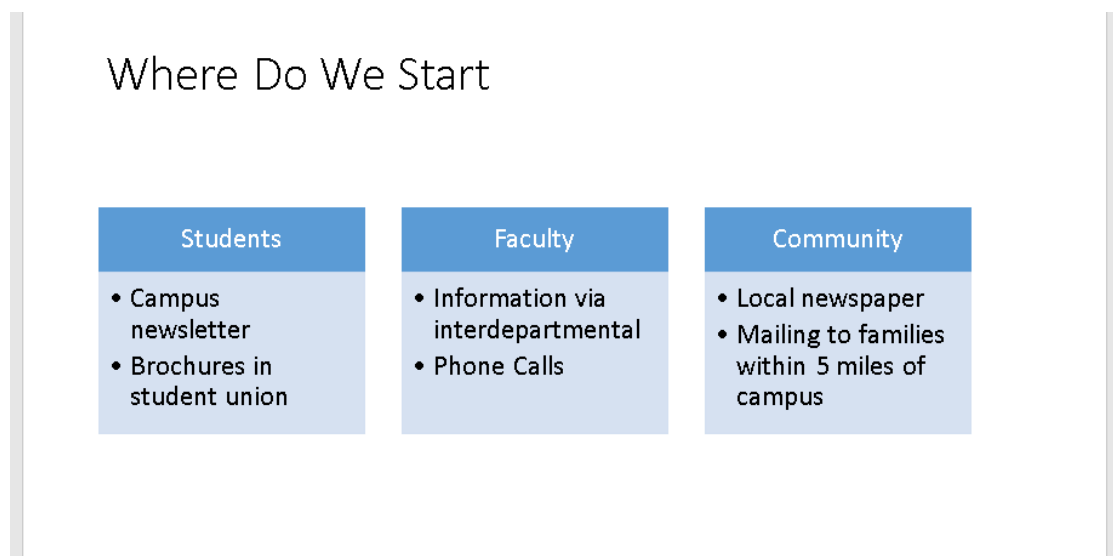 Where Do We Start
Students
• Campus
newsletter
• Brochures in
student union
Faculty
• Information via
interdepartmental
• Phone Calls
Community
• Local newspaper
• Mailing to families
within 5 miles of
campus